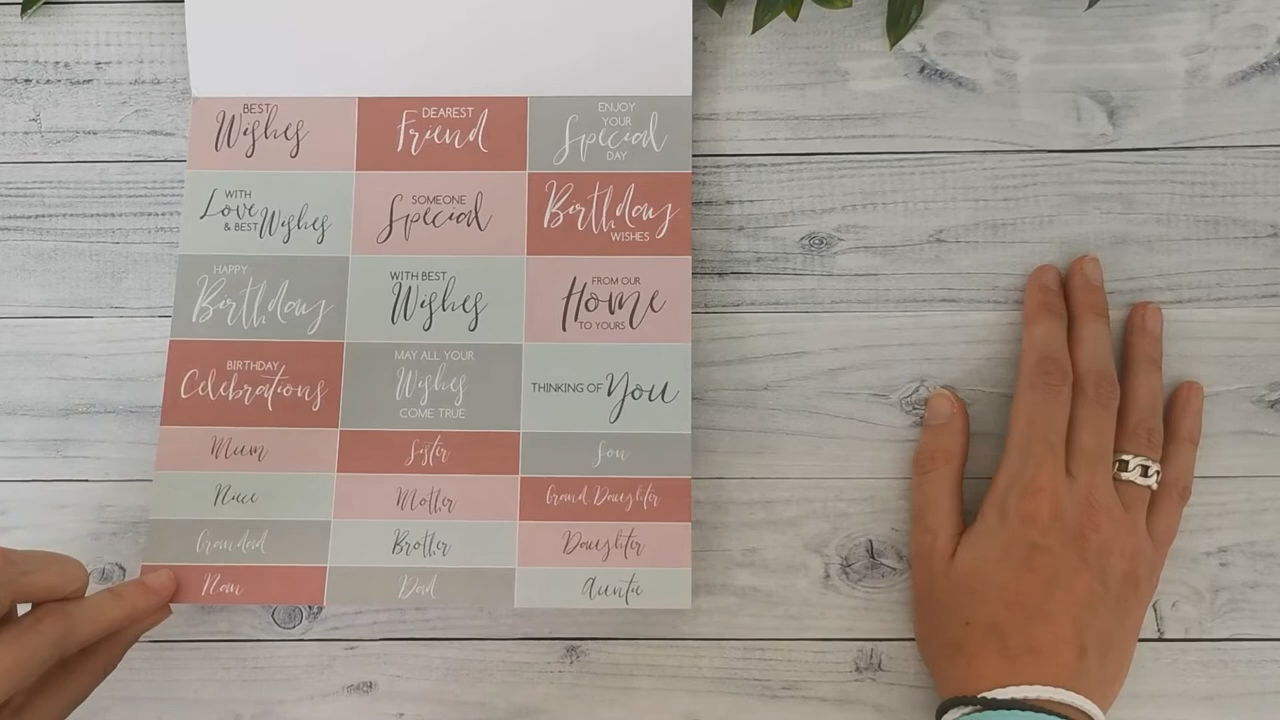 BEST
Wishes
DEAREST
Friend
ENJOY
YOUR
Special
DAY
WITH
Love
& BEST Wishes
SOMEONE
Special
Birthday
WISHES
HAPPY
Birthday
WITH BEST
Wishes
FROM OUR
Home
TO YOURS
BIRTHDAY
Celebrations
MAY ALL YOUR
Wishes
COME TRUE
THINKING OF You
Mum
Sister
Son
Niece
Mother
Grand Daughter
Grandad
Brother
Daughter
Nan
Dad
Auntie